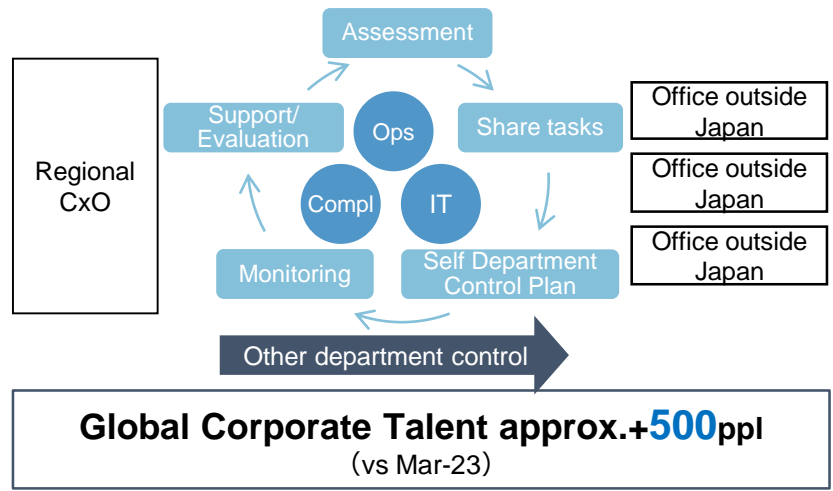 Assessment
Support/
Evaluation
Ops
Share tasks
Office outside
Japan
Regional
CxO
Office outside
Japan
Compl
IT
Monitoring
Self Department
Control Plan
Office outside
Japan
Other department control
Global Corporate Talent approx.+500ppl
（vs Mar-23）